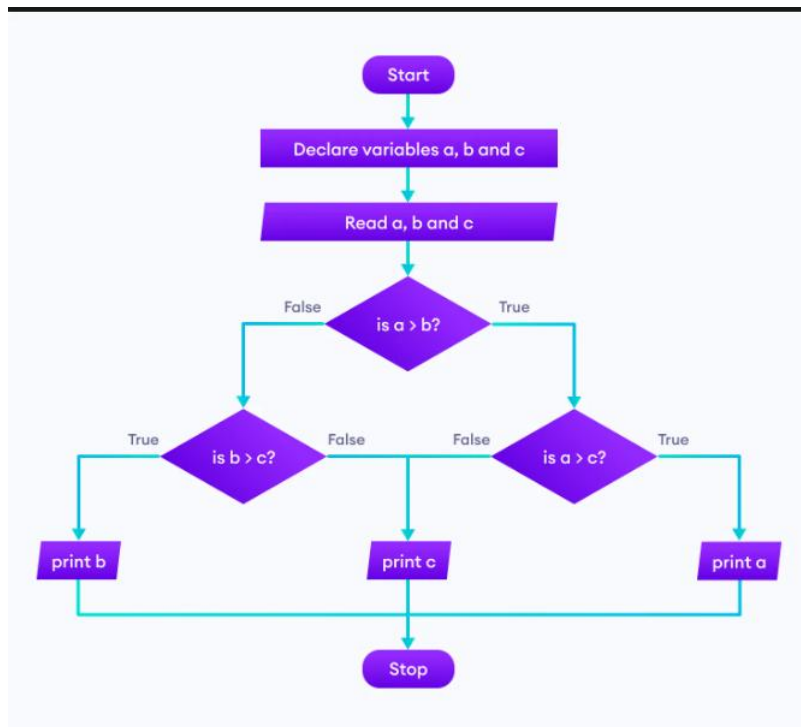 Start
Declare variables a, b and c
Read a, b and c
False
True
is a > b?
True
False
False
True
is b > c?
is a > c?
print b
print c
print a
Stop